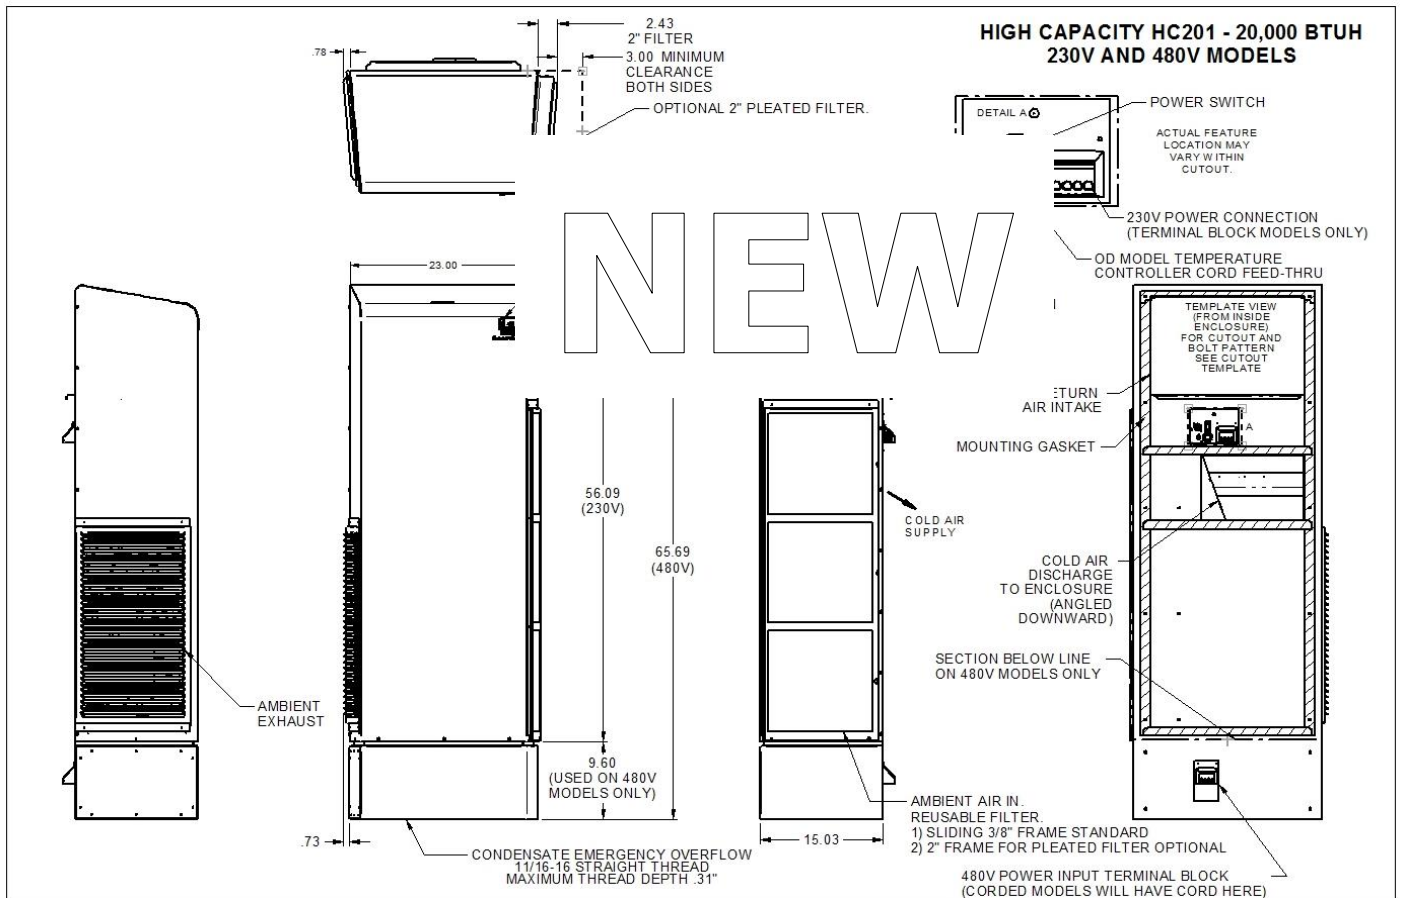 HIGH CAPACITY HC201 - 20,000 BTUH
230V AND 480V MODELS
2.43
2" FILTER
.78
3.00 MINIMUM
CLEARANCE
BOTH SIDES
OPTIONAL 2" PLEATED FILTER.
DETAIL A
POWER SWITCH
ACTUAL FEATURE
LOCATION MAY
VARY WITHIN
CUTOUT.
230V POWER CONNECTION
(TERMINAL BLOCK MODELS ONLY)
OD MODEL TEMPERATURE
CONTROLLER CORD FEED-THRU
NEW
23.00
TEMPLATE VIEW
(FROM INSIDE
ENCLOSURE)
FOR CUTOUT AND
BOLT PATTERN
SEE CUTOUT
TEMPLATE
AIR INTAKE
A
MOUNTING GASKET
56.09
(230V)
65.69
(480V)
COLD AIR
SUPPLY
COLD AIR
DISCHARGE
TO ENCLOSURE
(ANGLED
DOWNWARD)
SECTION BELOW LINE
ON 480V MODELS ONLY
AMBIENT
EXHAUST
9.60
(USED ON 480V
MODELS ONLY)
.73
CONDENSATE EMERGENCY OVERFLOW
11/16-16 STRAIGHT THREAD
MAXIMUM THREAD DEPTH .31"
15.03
AMBIENT AIR IN.
REUSABLE FILTER.
1) SLIDING 3/8" FRAME STANDARD
2) 2" FRAME FOR PLEATED FILTER OPTIONAL
480V POWER INPUT TERMINAL BLOCK
(CORDED MODELS WILL HAVE CORD HERE)